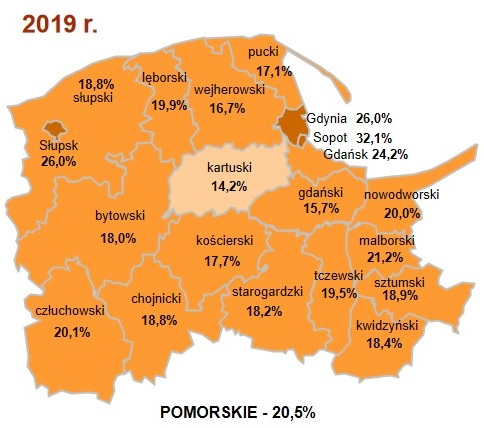 2019 r.
pucki
17,1%
lęborski
19,9%
18,8%
słupski
wejherowski
16,7%
Gdynia 26,0%
Sopot 32,1%
Gdańsk 24,2%
Słupsk
26,0%
kartuski
14,2%
gdański
15,7%
nowodworski
20,0%
bytowski
18,0%
kościerski
17,7%
malborski
21,2%
tczewski
19,5%
sztumski
18,9%
starogardzki
18,2%
chojnicki
18,8%
człuchowski
20,1%
kwidzyński
18,4%
POMORSKIE - 20,5%